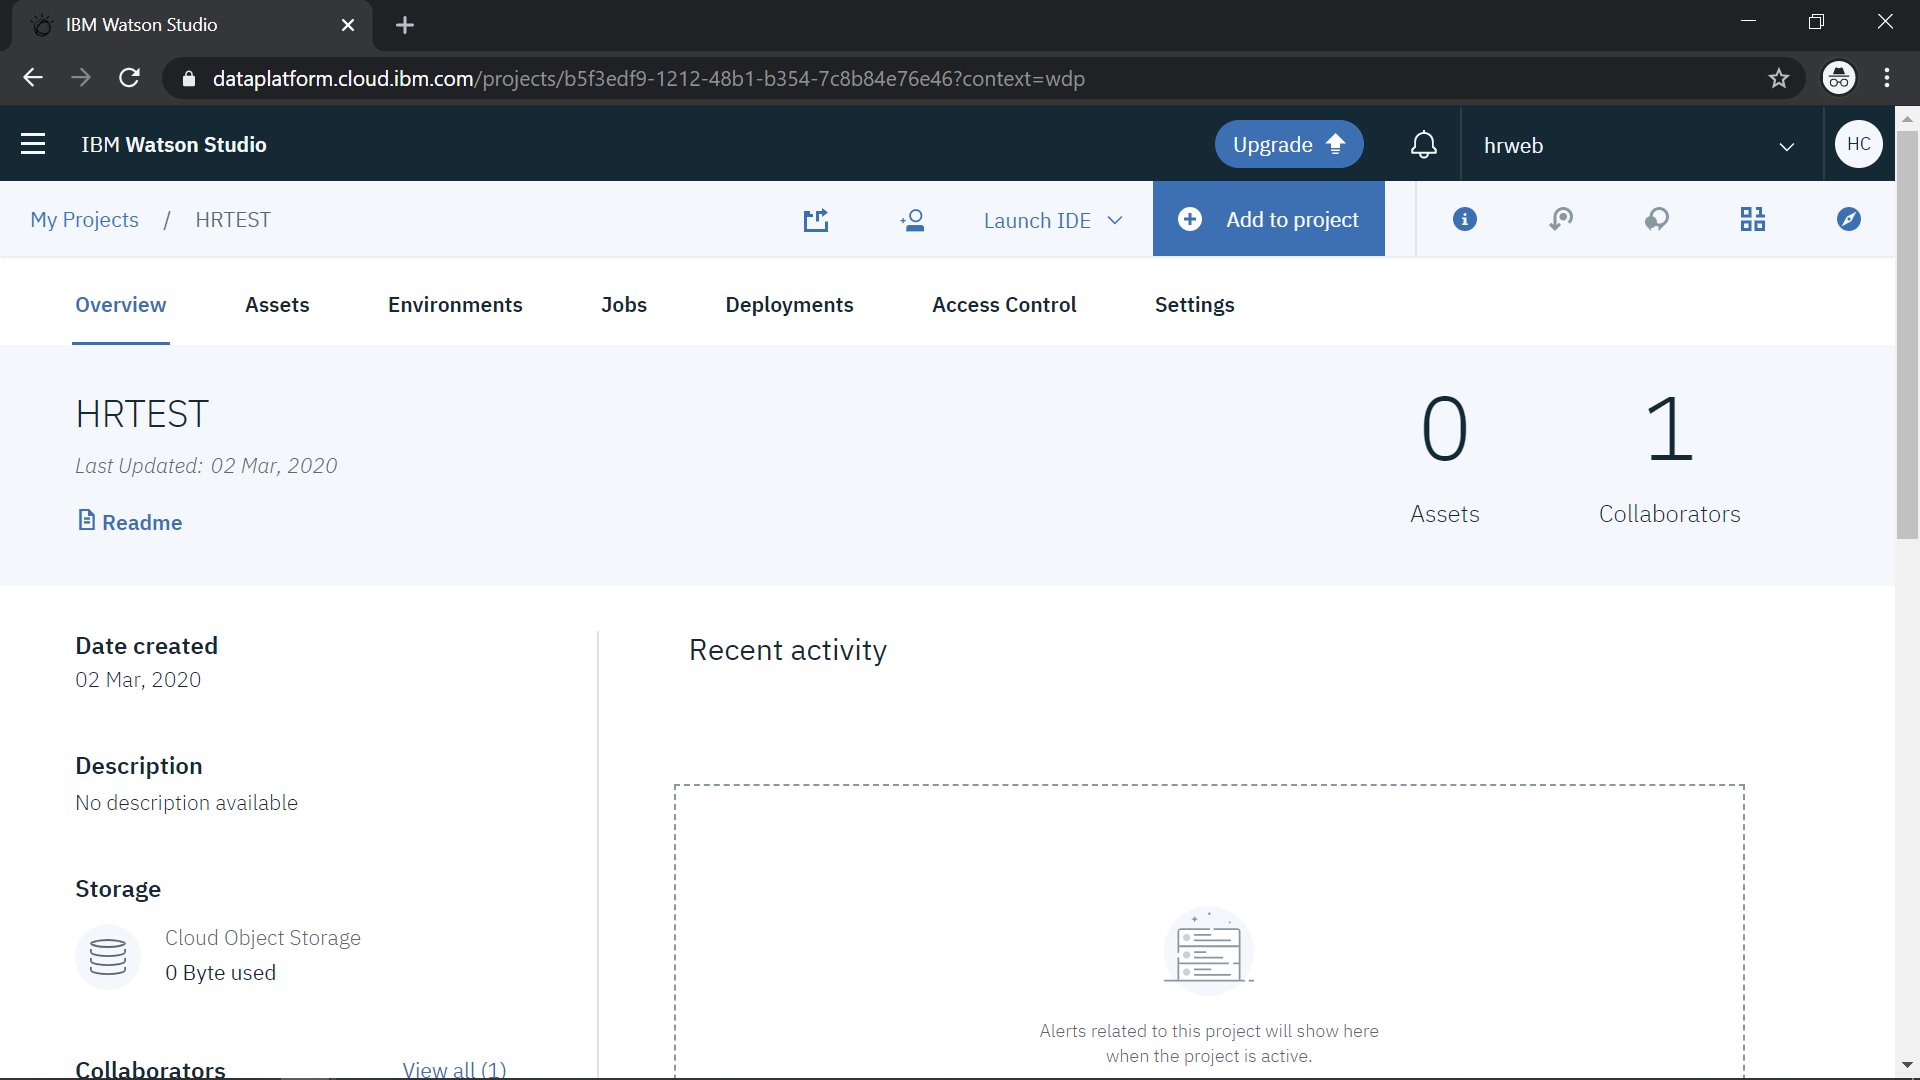 IBM Watson Studio
dataplatform.cloud.ibm.com/projects/b5f3edf9-1212-48b1-b354-7c8b84e76e46?context=wdp
IBM Watson Studio
Upgrade
hrweb
HC
My Projects / HRTEST
Launch IDE
Add to project
Overview
Assets
Environments
Jobs
Deployments
Access Control
Settings
HRTEST
Last Updated: 02 Mar, 2020
Readme
0
Assets
1
Collaborators
Date created
02 Mar, 2020
Description
No description available
Storage
Cloud Object Storage
0 Byte used
Collaborators
View all (1)
Recent activity
Alerts related to this project will show here
when the project is active.